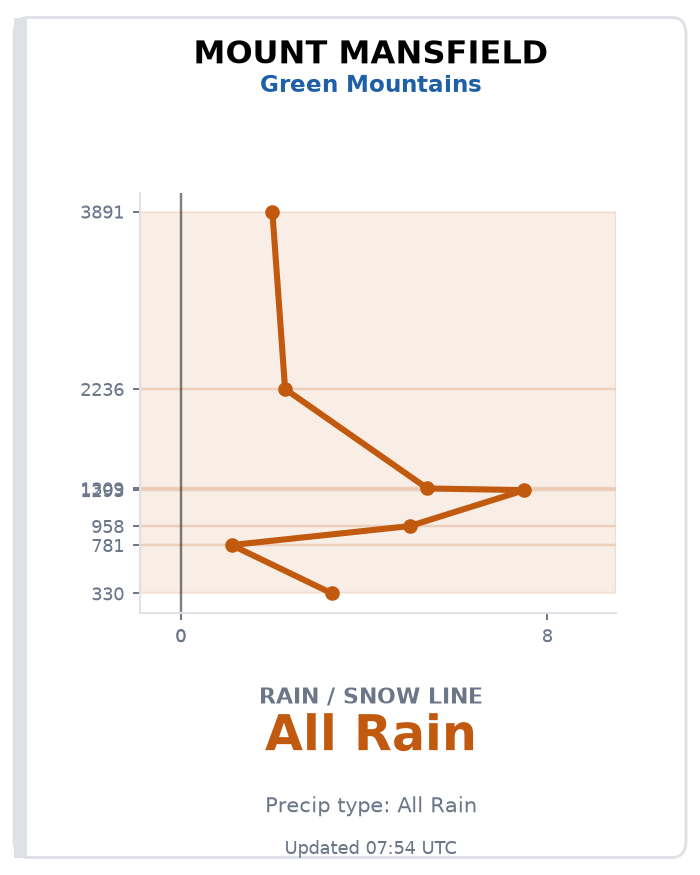 MOUNT MANSFIELD
Green Mountains
3891
2236
958
781
330
0
8
RAIN / SNOW LINE
All Rain
Precip type: All Rain
Updated 07:54 UTC